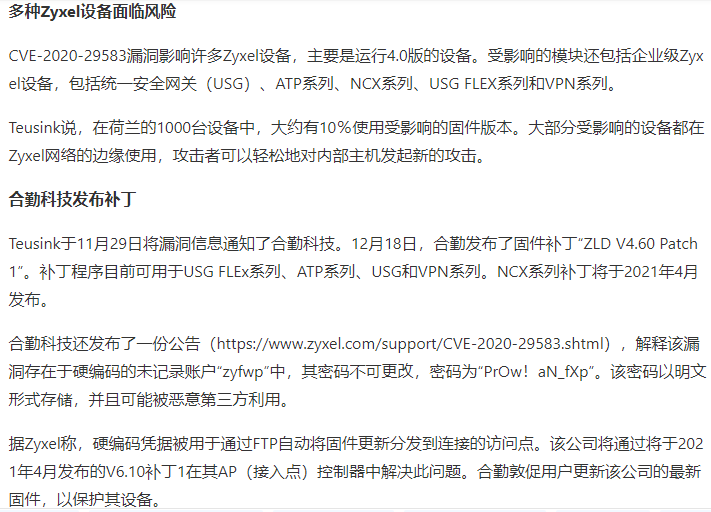 多种Zyxel设备面临风险
CVE-2020-29583漏洞影响许多Zyxel设备，主要是运行4.0版的设备。受影响的模块还包括企业级Zyx
el设备，包括统一安全网关（USG）、ATP系列、NCX系列、USG FLEX系列和VPN系列。
Teusink说，在荷兰的1000台设备中，大约有10％使用受影响的固件版本。大部分受影响的设备都在
Zyxel网络的边缘使用，攻击者可以轻松地对内部主机发起新的攻击。
合勤科技发布补丁
Teusink于11月29日将漏洞信息通知了合勤科技。12月18日，合勤发布了固件补丁“ZLD V4.60 Patch
1”。补丁程序目前可用于USG FLEx系列、ATP系列、USG和VPN系列。NCX系列补丁将于2021年4月
发布。
合勤科技还发布了一份公告（https://www.zyxel.com/support/CVE-2020-29583.shtml），解释该漏
洞存在于硬编码的未记录账户“zyfwp”中，其密码不可更改，密码为“PrOw！aN_fXp”。该密码以明文
形式存储，并且可能被恶意第三方利用。
据Zyxel称，硬编码凭据被用于通过FTP自动将固件更新分发到连接的访问点。该公司将通过将于202
1年4月发布的V6.10补丁1在其AP（接入点）控制器中解决此问题。合勤敦促用户更新该公司的最新
固件，以保护其设备。